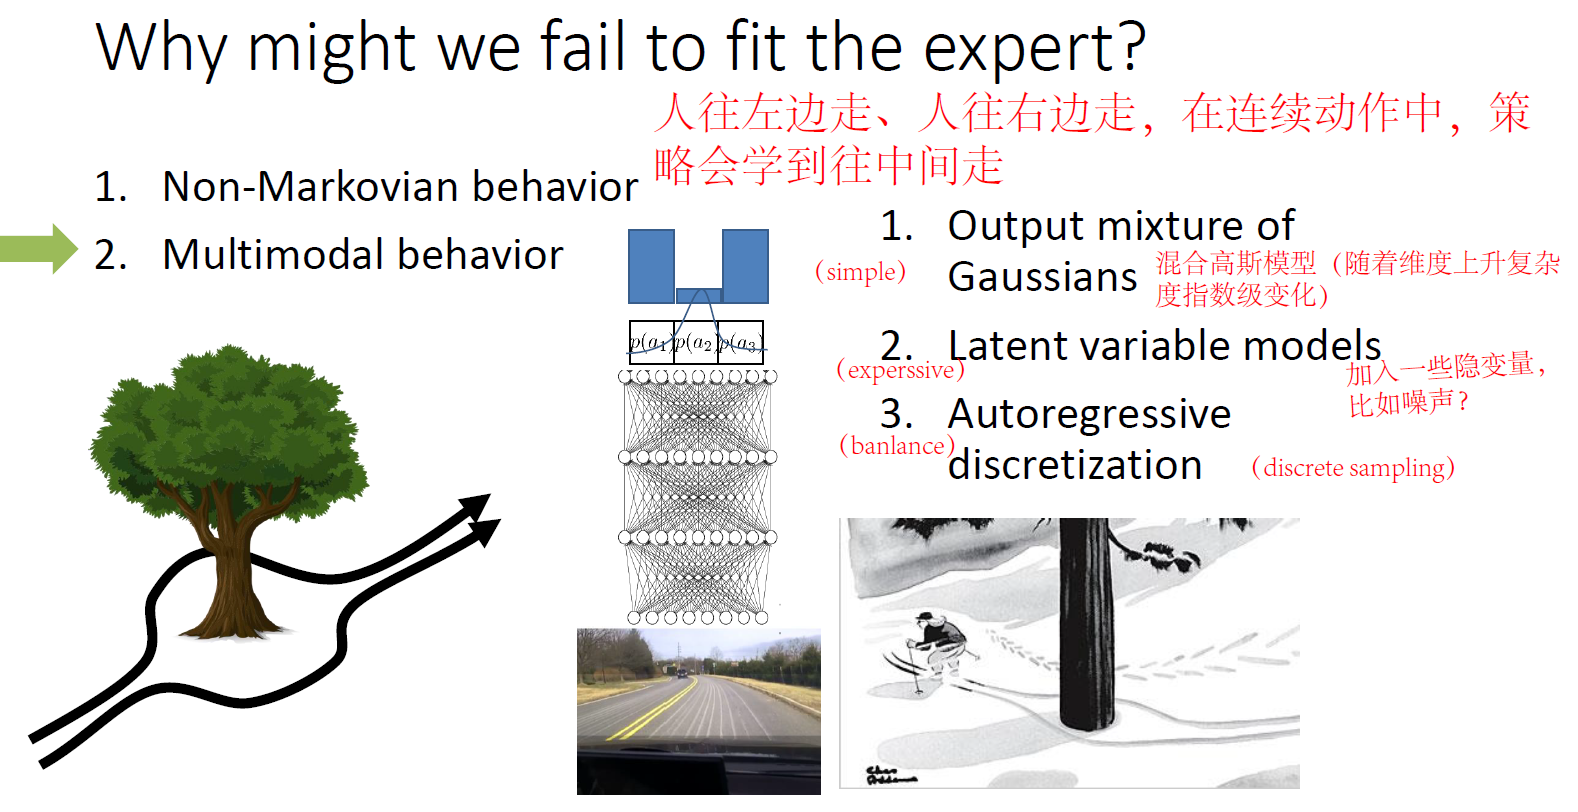 Why might we fail to fit the expert?
人往左边走、人往右边走，在连续动作中，策
略会学到往中间走
1. Non-Markovian behavior
2. Multimodal behavior
1. Output mixture of
Gaussians
(simple)
混合高斯模型（随着维度上升复杂
度指数级变化）
p(a₁) p(a₂) p(a₃)
2. Latent variable models
(experssive)
加入一些隐变量，
比如噪声？
3. Autoregressive
discretization
(banlance)
(discrete sampling)
Chas
Addams